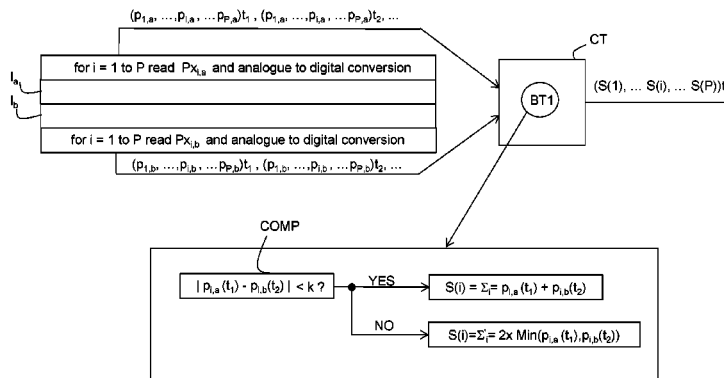 (p1,a, ...,pi,a, ... pP,a)t1 , (p1,a, ...,pi,a, ... pP,a)t2, ...
CT
for i = 1 to P read Pxi,a and analogue to digital conversion
Ia
Ib
for i = 1 to P read Pxi,b and analogue to digital conversion
BT1
(S(1), ... S(i), ... S(P))t
(p1,b, ...,pi,b, ... pP,b)t1 , (p1,b, ...,pi,b, ... pP,b)t2, ...
COMP
| pi,a (t1) - pi,b(t2) | < k ?
YES
S(i) = Σi= pi,a(t1) + pi,b(t2)
NO
S(i)=Σ'i= 2x Min(pi,a (t1),pi,b(t2))